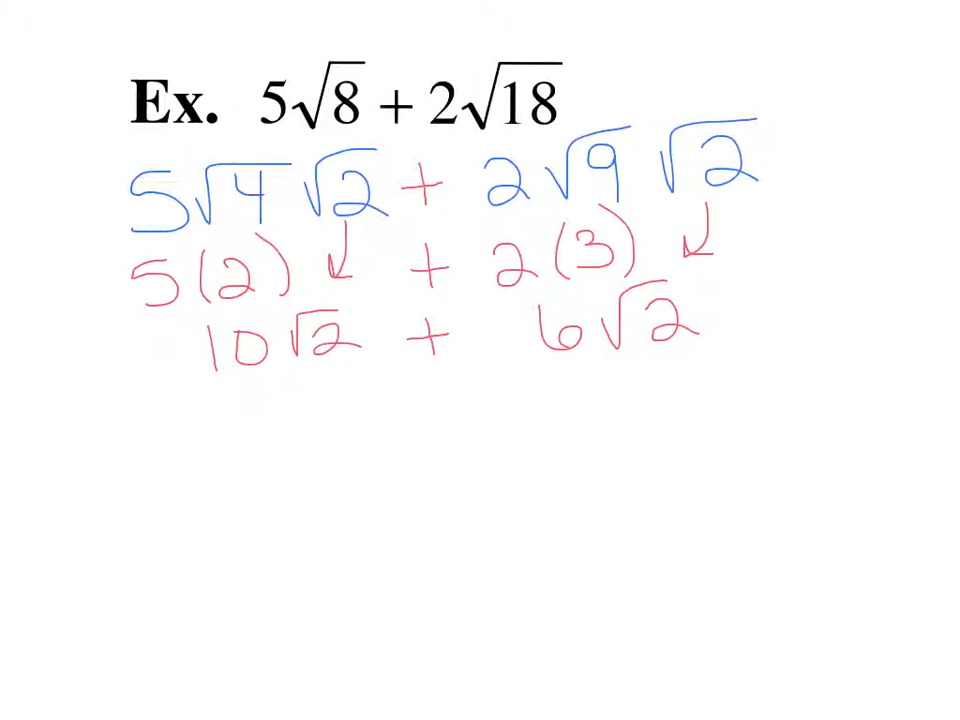 Ex. 5√8 + 2√18
5√4 √2 + 2√9 √2
5(2) ↓ + 2(3) ↓
10√2 + 6√2